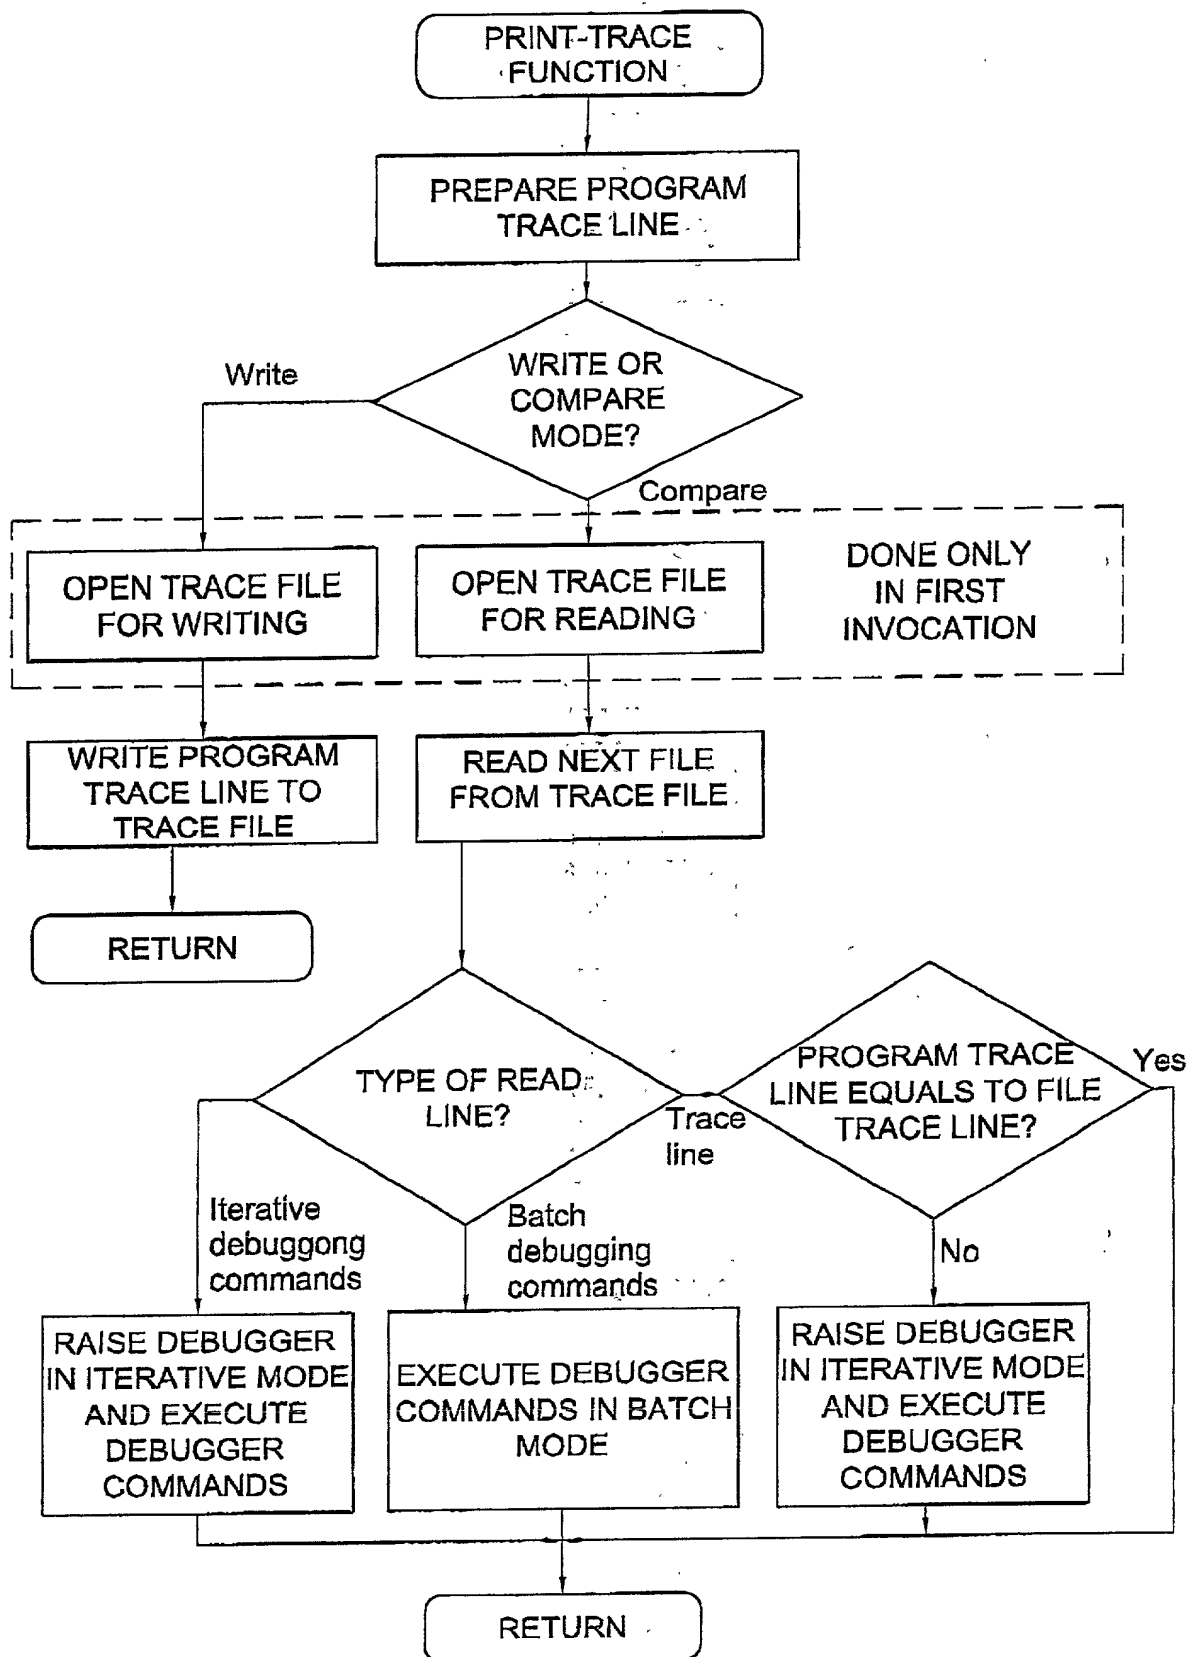 PRINT-TRACE
FUNCTION
PREPARE PROGRAM
TRACE LINE
WRITE OR
COMPARE
MODE?
Write
Compare
OPEN TRACE FILE
FOR WRITING
OPEN TRACE FILE
FOR READING
DONE ONLY
IN FIRST
INVOCATION
WRITE PROGRAM
TRACE LINE TO
TRACE FILE
READ NEXT FILE
FROM TRACE FILE
RETURN
TYPE OF READ
LINE?
Trace
line
PROGRAM TRACE
LINE EQUALS TO FILE
TRACE LINE?
Yes
Iterative
debuggong
commands
Batch
debugging
commands
No
RAISE DEBUGGER
IN ITERATIVE MODE
AND EXECUTE
DEBUGGER
COMMANDS
EXECUTE DEBUGGER
COMMANDS IN BATCH
MODE
RAISE DEBUGGER
IN ITERATIVE MODE
AND EXECUTE
DEBUGGER
COMMANDS
RETURN